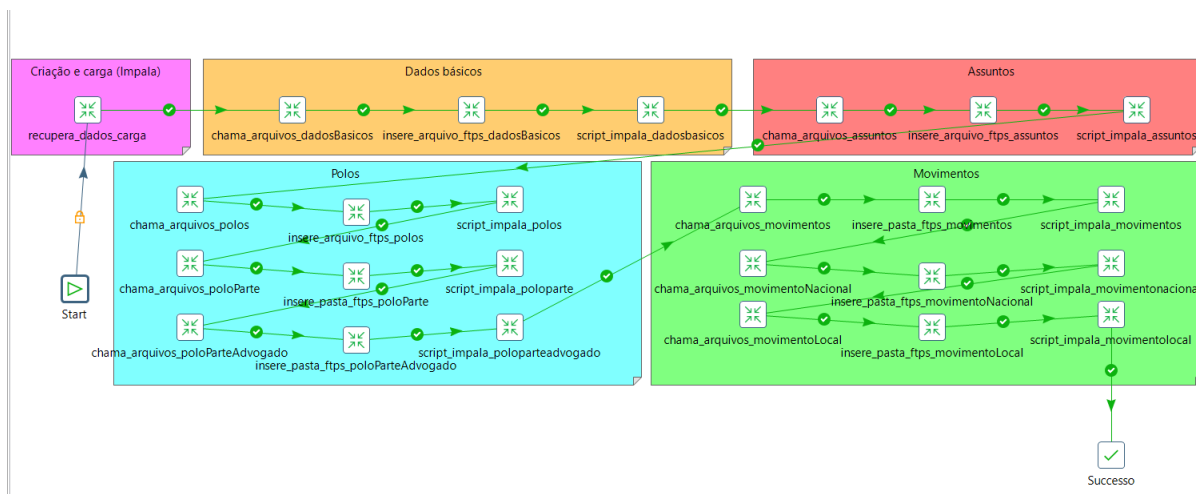 Criação e carga (Impala)
recupera_dados_carga
Dados básicos
chama_arquivos_dadosBasicos
insere_arquivo_ftps_dadosBasicos
script_impala_dadosbasicos
Assuntos
chama_arquivos_assuntos
insere_arquivo_ftps_assuntos
script_impala_assuntos
Polos
chama_arquivos_polos
insere_arquivo_ftps_polos
script_impala_polos
chama_arquivos_poloParte
insere_pasta_ftps_poloParte
script_impala_poloparte
chama_arquivos_poloParteAdvogado
insere_pasta_ftps_poloParteAdvogado
script_impala_poloparteadvogado
Movimentos
chama_arquivos_movimentos
insere_pasta_ftps_movimentos
script_impala_movimentos
chama_arquivos_movimentoNacional
insere_pasta_ftps_movimentoNacional
script_impala_movimentonacional
chama_arquivos_movimentoLocal
insere_pasta_ftps_movimentoLocal
script_impala_movimentolocal
Start
Successo